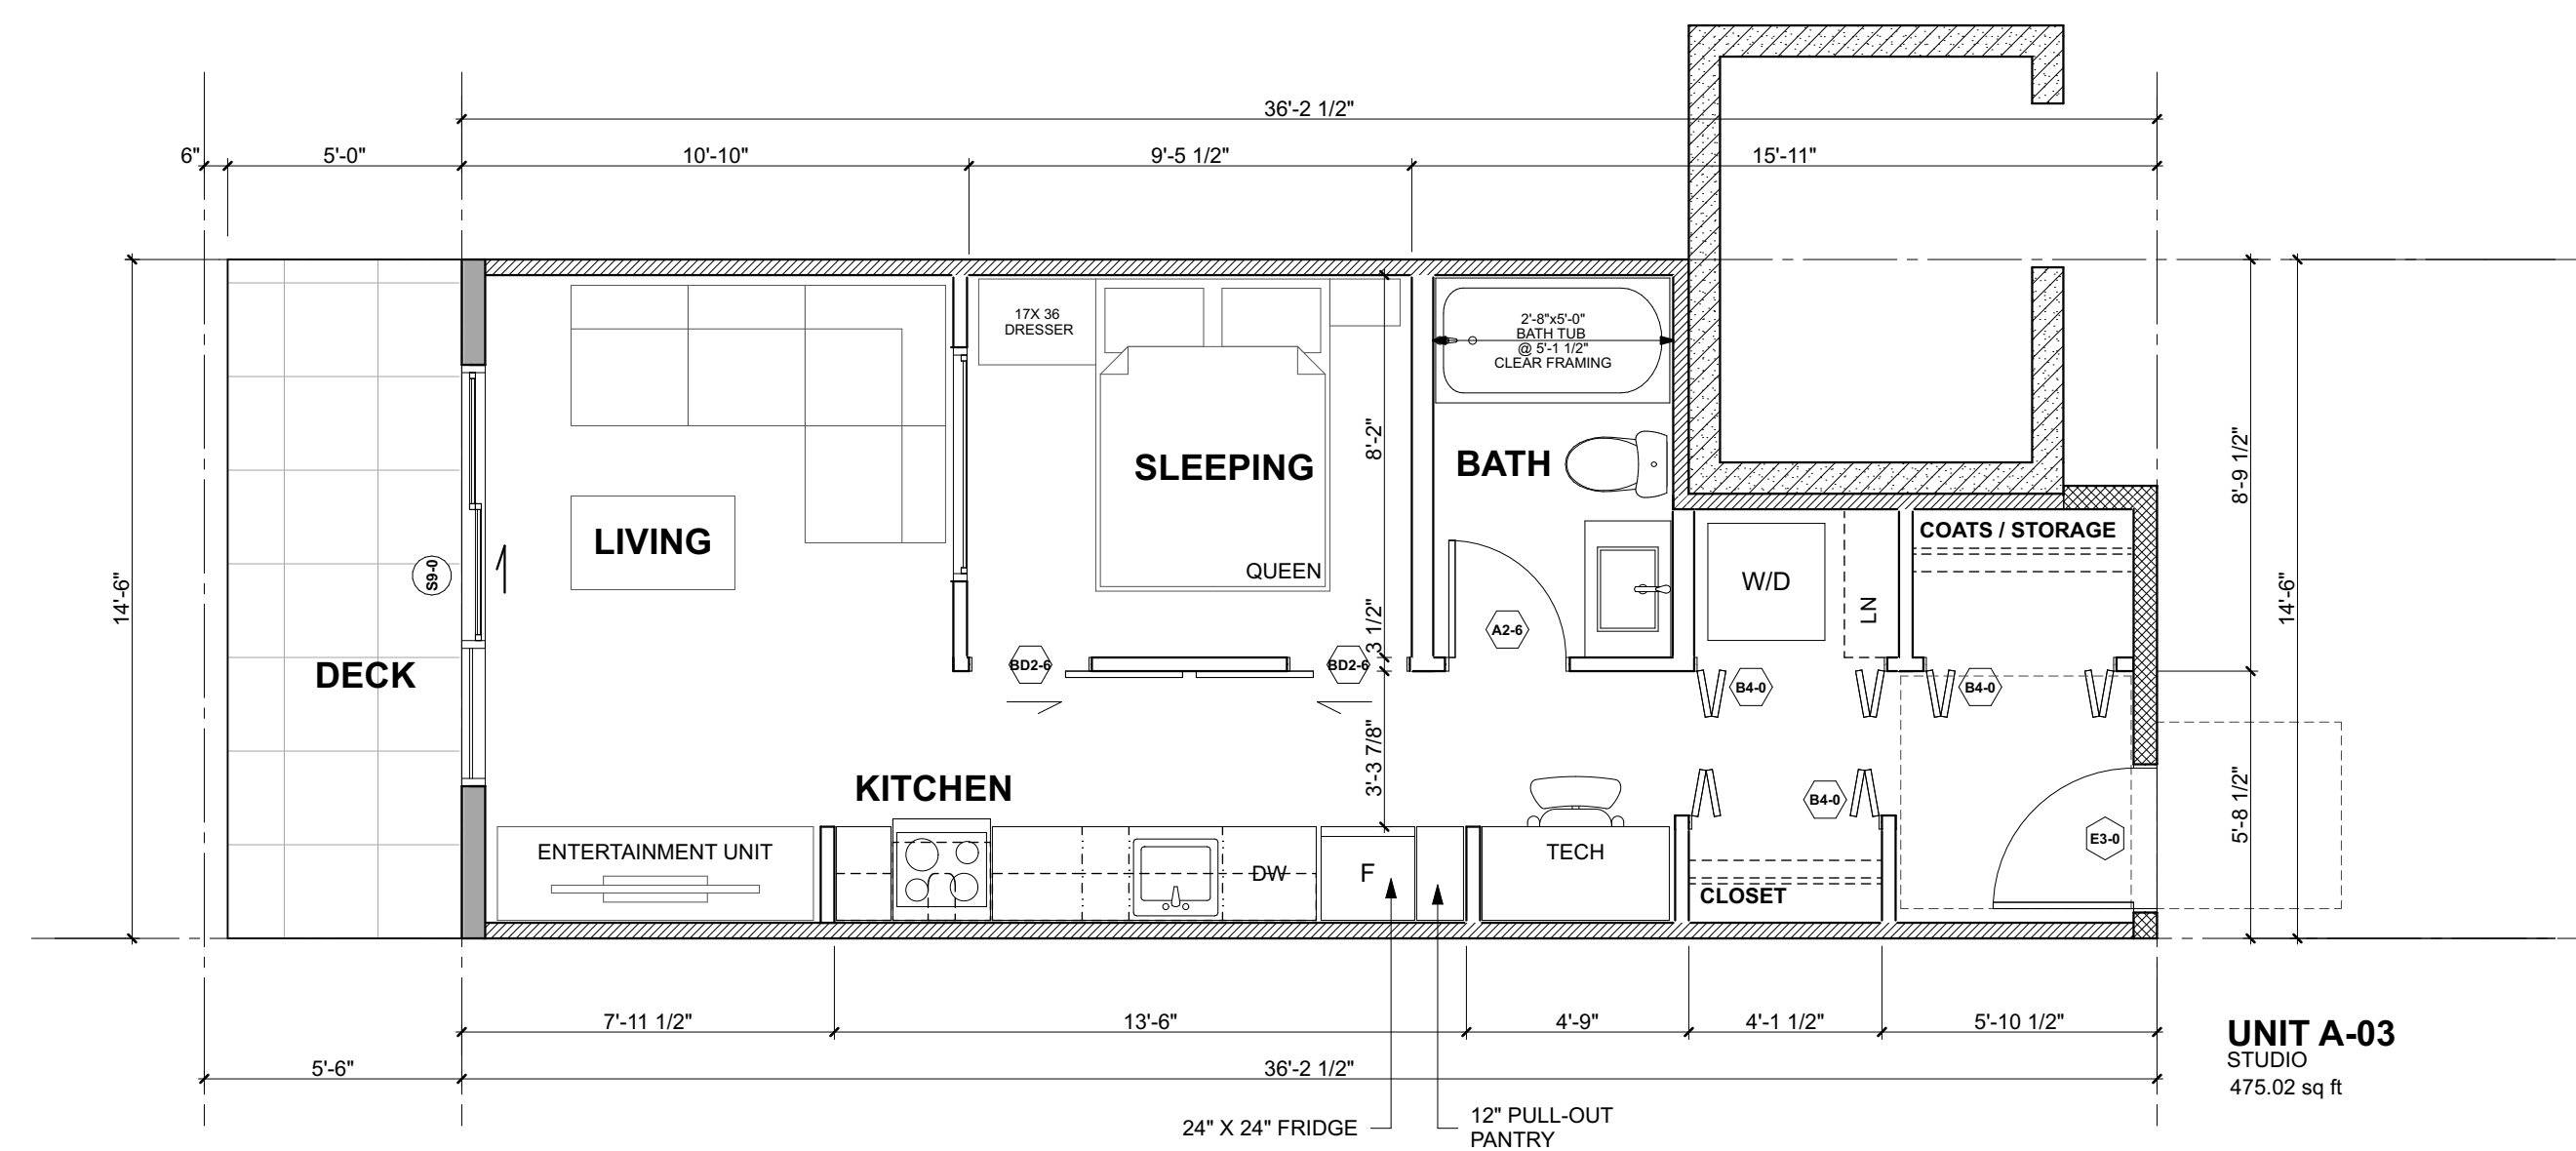 36'-2 1/2"
6"
5'-0"
10'-10"
9'-5 1/2"
15'-11"
17X 36
DRESSER
2'-8"x5'-0"
BATH TUB
@ 5'-1 1/2"
CLEAR FRAMING
8'-2"
SLEEPING
BATH
8'-9 1/2"
LIVING
COATS / STORAGE
QUEEN
W/D
LN
S9-0
14'-6"
14'-6"
A2-6
3 1/2"
BD2-6
BD2-6
DECK
B4-0
B4-0
3'-3 7/8"
KITCHEN
B4-0
5'-8 1/2"
E3-0
ENTERTAINMENT UNIT
DW
F
TECH
CLOSET
7'-11 1/2"
13'-6"
4'-9"
4'-1 1/2"
5'-10 1/2"
UNIT A-03
STUDIO
475.02 sq ft
5'-6"
36'-2 1/2"
24" X 24" FRIDGE
12" PULL-OUT
PANTRY